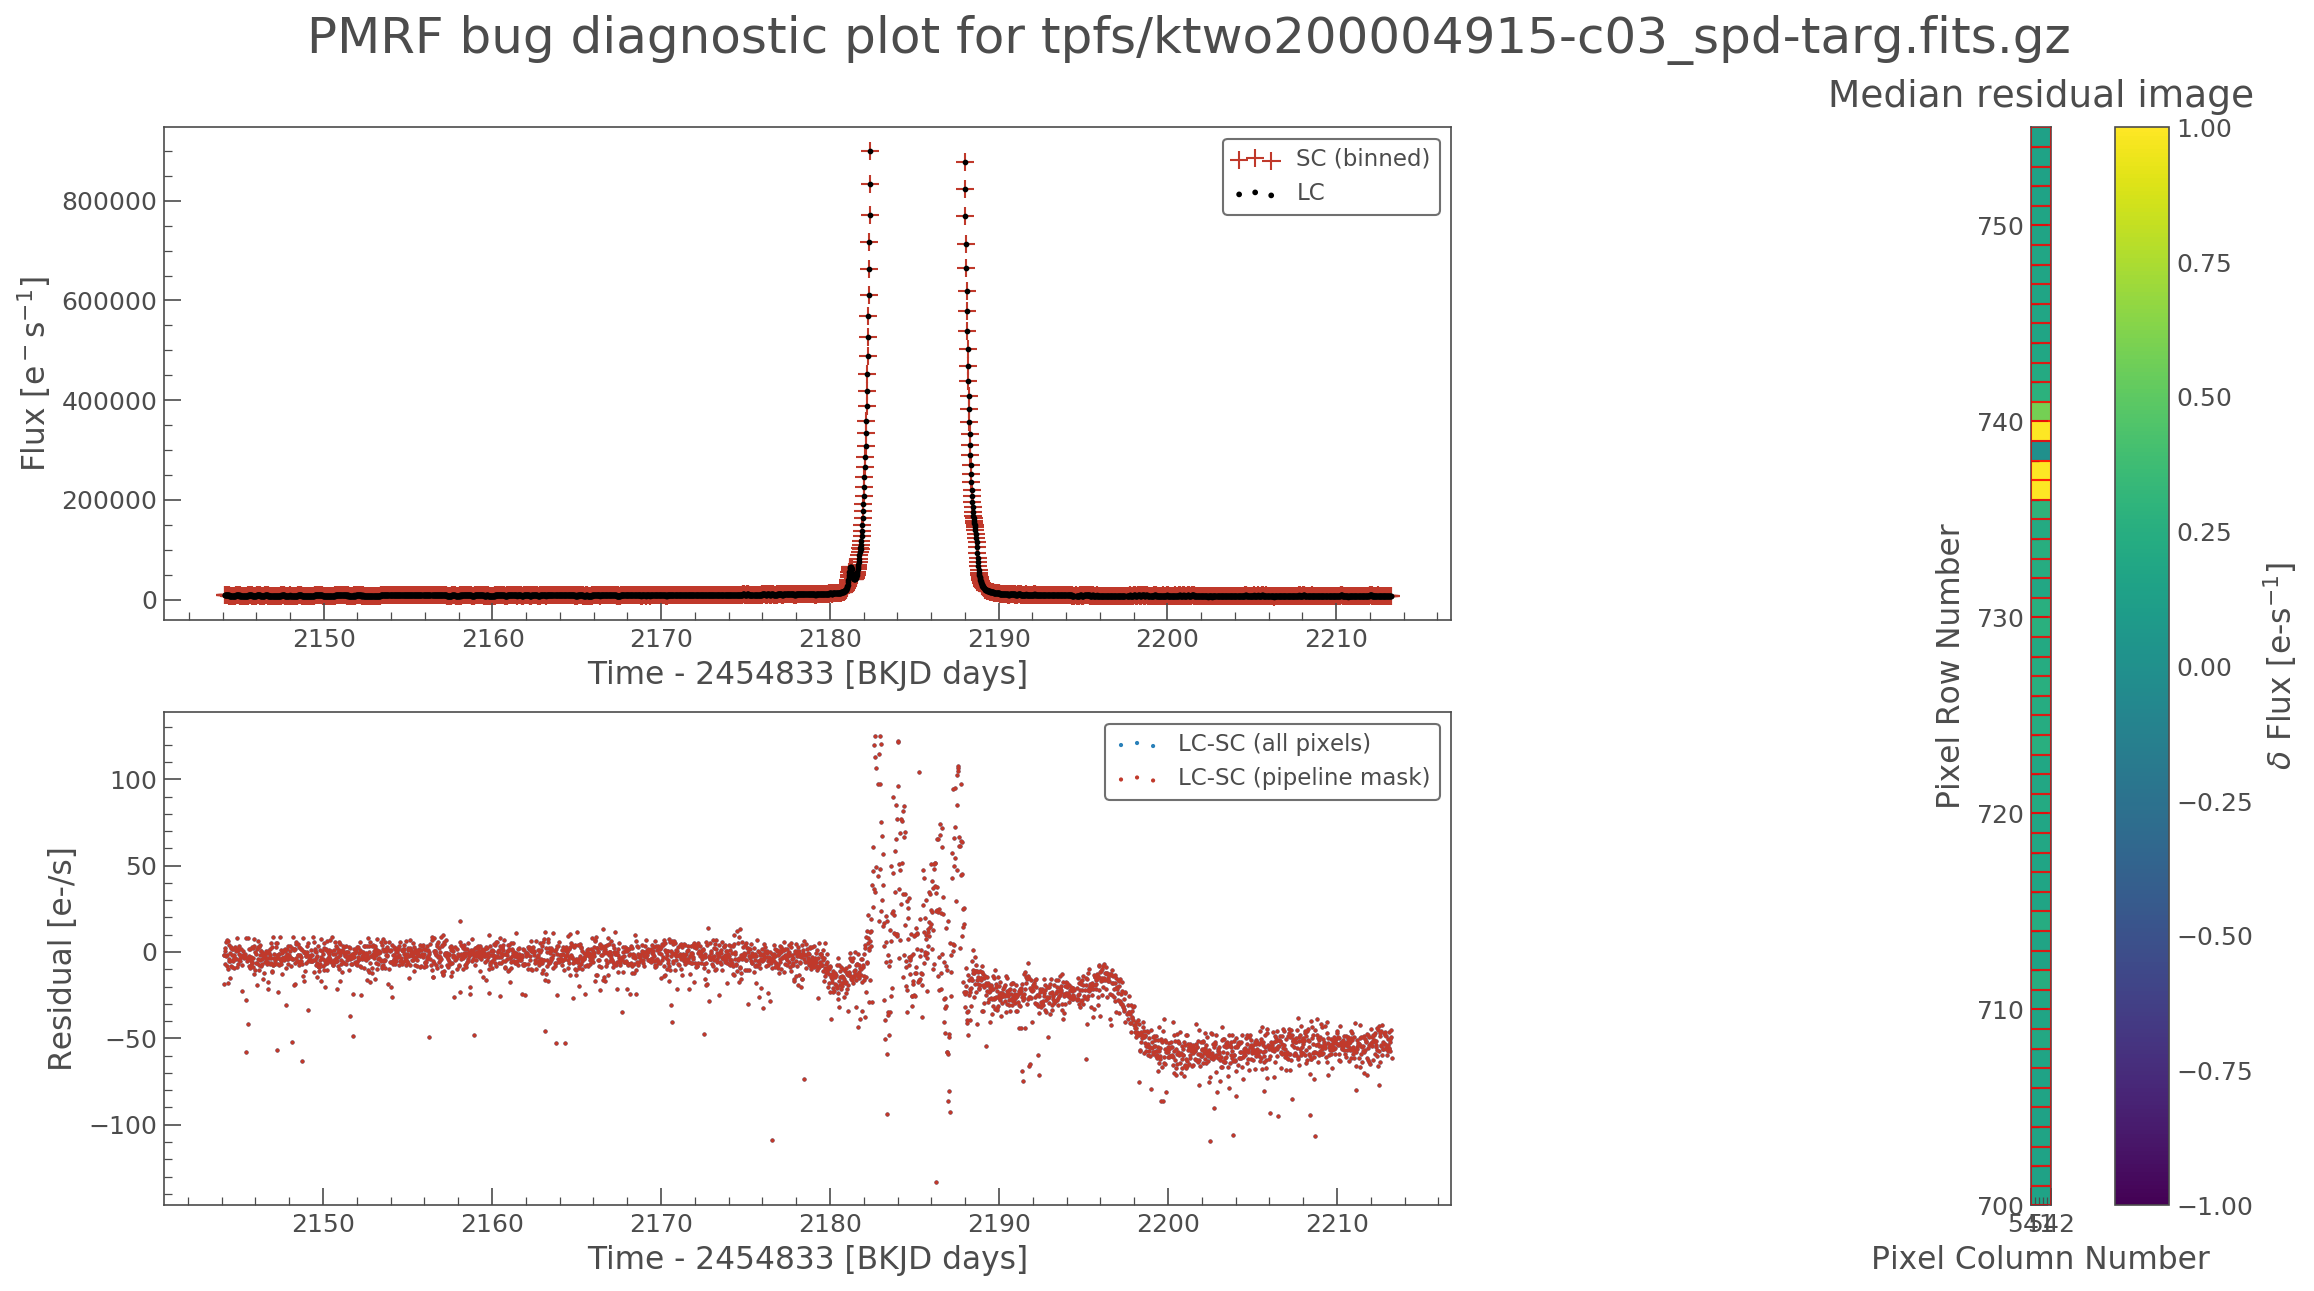 PMRF bug diagnostic plot for tpfs/ktwo200004915-c03_spd-targ.fits.gz
Flux [e⁻ s⁻¹]
800000
600000
400000
200000
0
SC (binned)
LC
2150 2160 2170 2180 2190 2200 2210
Time - 2454833 [BKJD days]
Residual [e-/s]
100
50
0
−50
−100
LC-SC (all pixels)
LC-SC (pipeline mask)
2150 2160 2170 2180 2190 2200 2210
Time - 2454833 [BKJD days]
Median residual image
Pixel Row Number
750
740
730
720
710
700
541 542
Pixel Column Number
1.00
0.75
0.50
0.25
0.00
−0.25
−0.50
−0.75
−1.00
δ Flux [e-s⁻¹]